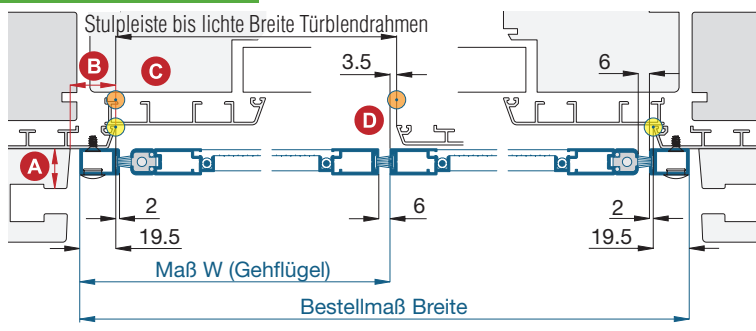 Stulpleiste bis lichte Breite Türblendrahmen
B
C
3.5
6
D
A
2
6
2
19.5
19.5
Maß W (Gehflügel)
Bestellmaß Breite